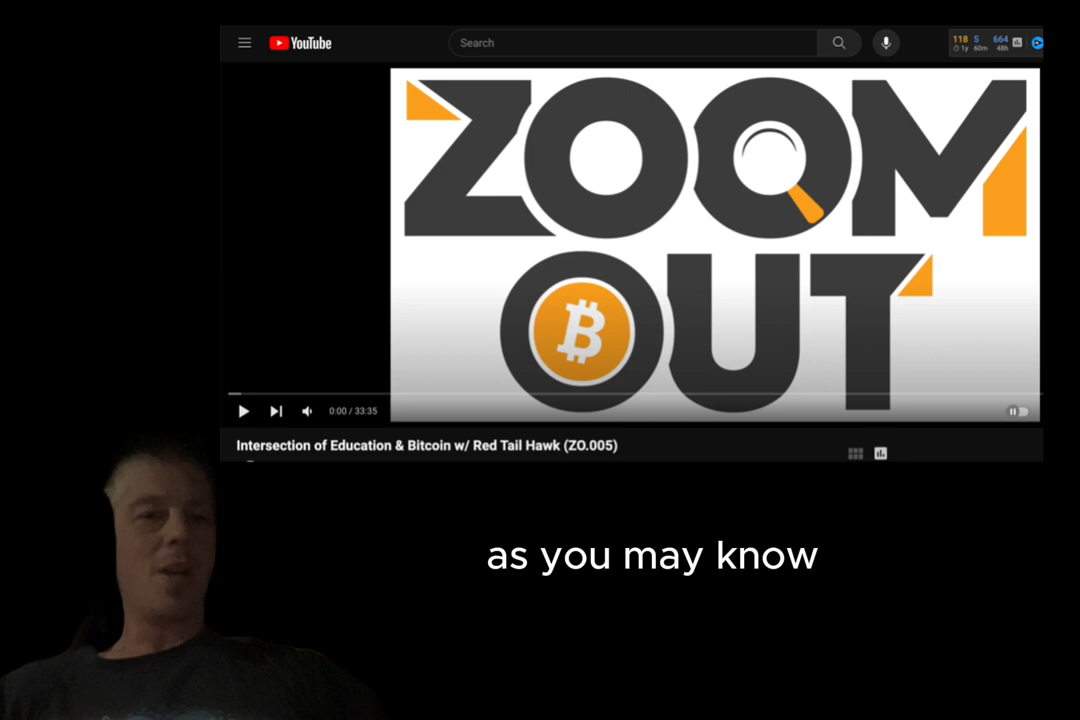 YouTube
Search
118 5 664
1y 60m 48h
ZOOM
OUT
0:00 / 33:35
Intersection of Education & Bitcoin w/ Red Tail Hawk (ZO.005)
as you may know